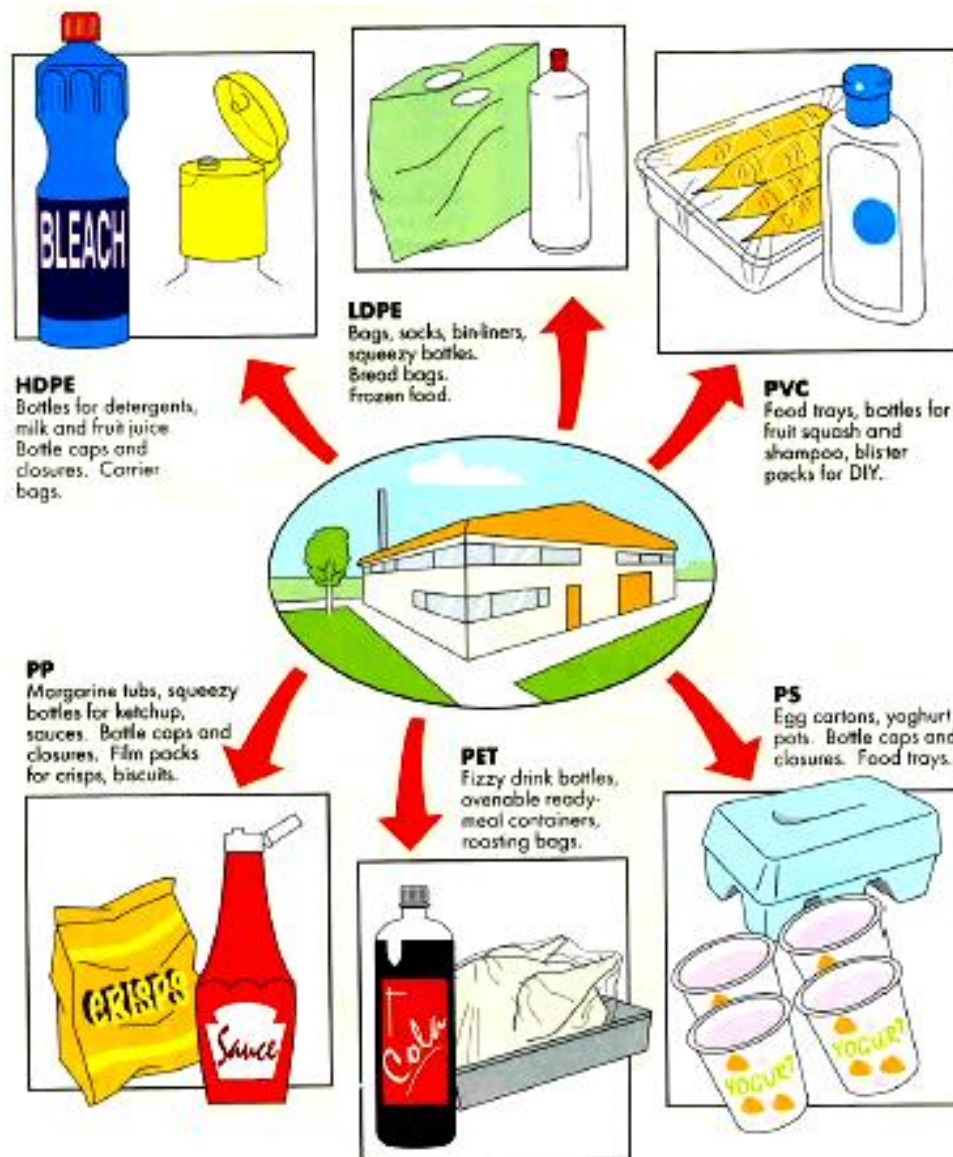 BLEACH
HDPE
Bottles for detergents,
milk and fruit juice
Bottle caps and
closures. Carrier
bags.
LDPE
Bags, sacks, bin-liners,
squeezy bottles.
Bread bags.
Frozen food.
PVC
Food trays, bottles for
fruit squash and
shampoo, blister
packs for DIY.
PP
Margarine tubs, squeezy
bottles for ketchup,
sauces. Bottle caps and
closures. Film packs
for crisps, biscuits.
PET
Fizzy drink bottles,
ovenable ready-
meal containers,
roasting bags.
PS
Egg cartons, yoghurt
pots. Bottle caps and
closures. Food trays.
CRISPS
Sauce
Cola
YOGURT
YOGURT